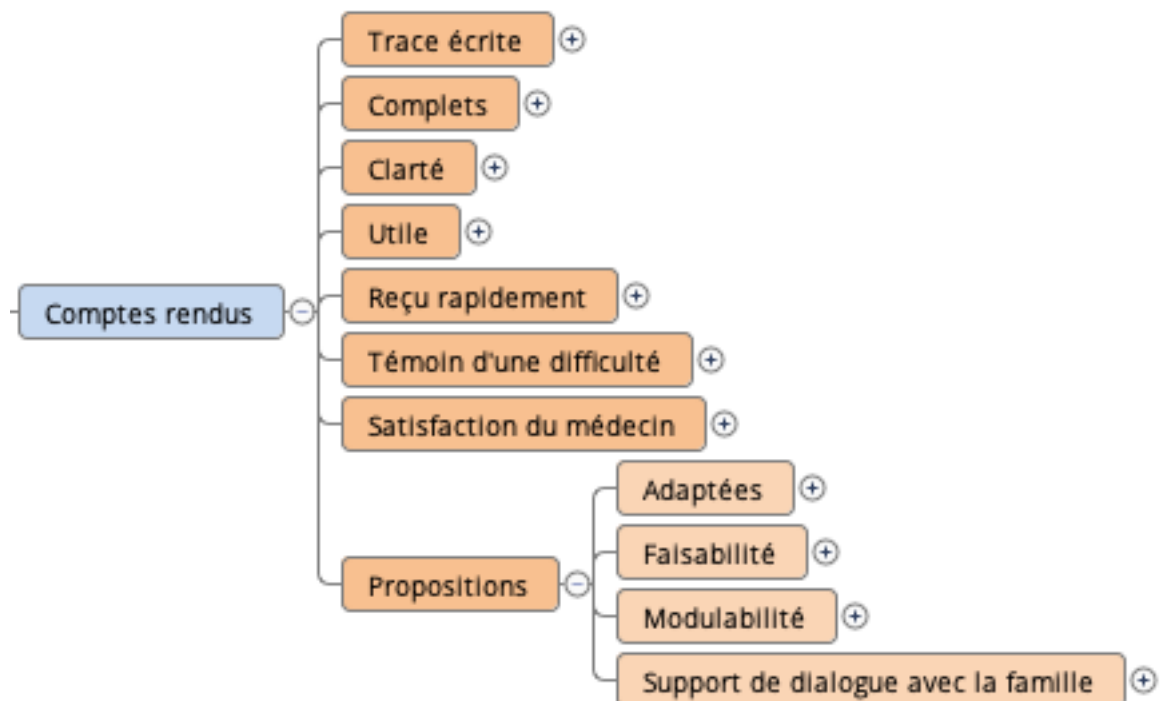 Trace écrite
Complets
Clarté
Utile
Reçu rapidement
Comptes rendus
Témoin d'une difficulté
Satisfaction du médecin
Adaptées
Faisabilité
Propositions
Modulabilité
Support de dialogue avec la famille